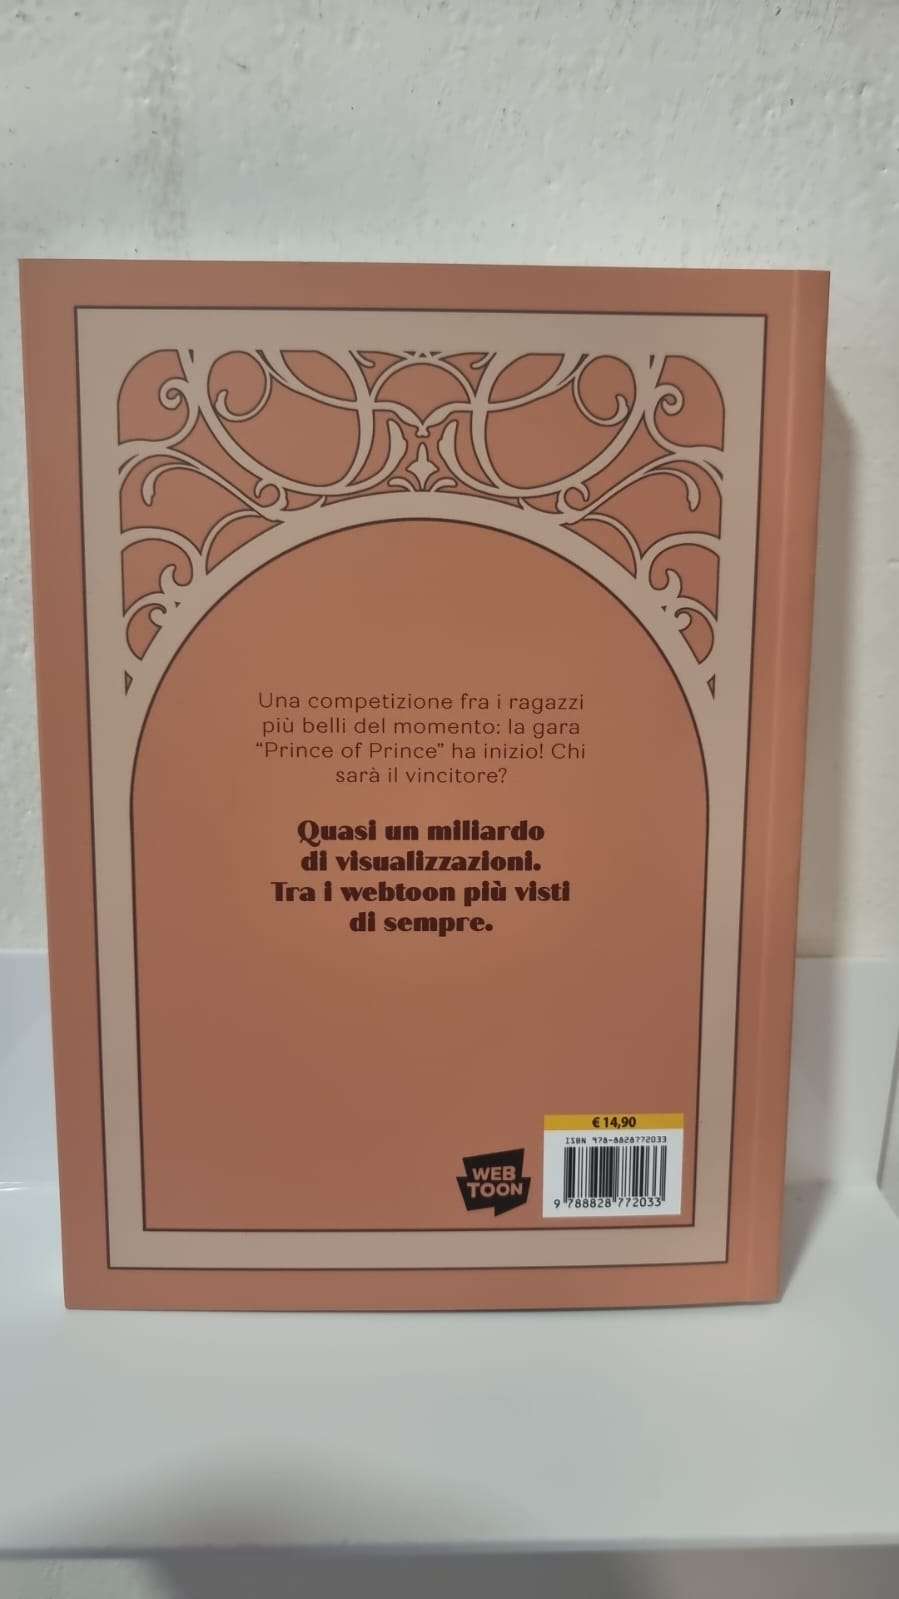 Una competizione fra i ragazzi
più belli del momento: la gara
“Prince of Prince” ha inizio! Chi
sarà il vincitore?
Quasi un miliardo
di visualizzazioni.
Tra i webtoon più visti
di sempre.
€ 14,90
ISBN 978-8828772033
WEB
TOON
9 788828 772033